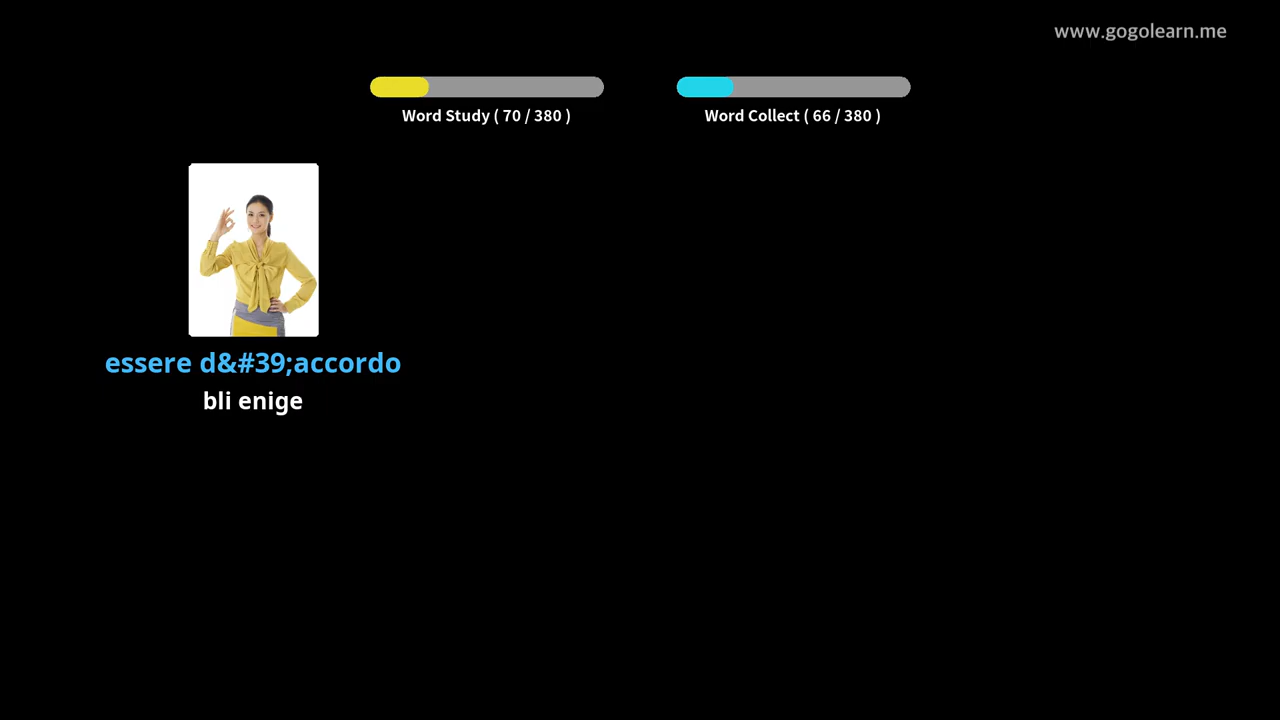 www.gogolearn.me
Word Study ( 70 / 380 )
Word Collect ( 66 / 380 )
essere d&#39;accordo
bli enige